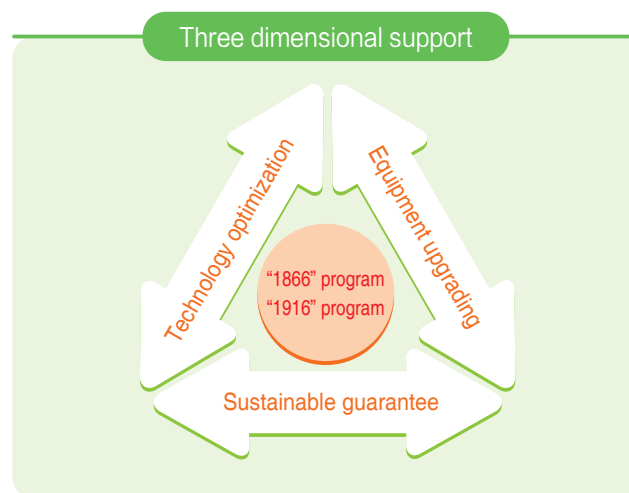 Three dimensional support
Technology optimization
Equipment upgrading
“1866” program
“1916” program
Sustainable guarantee